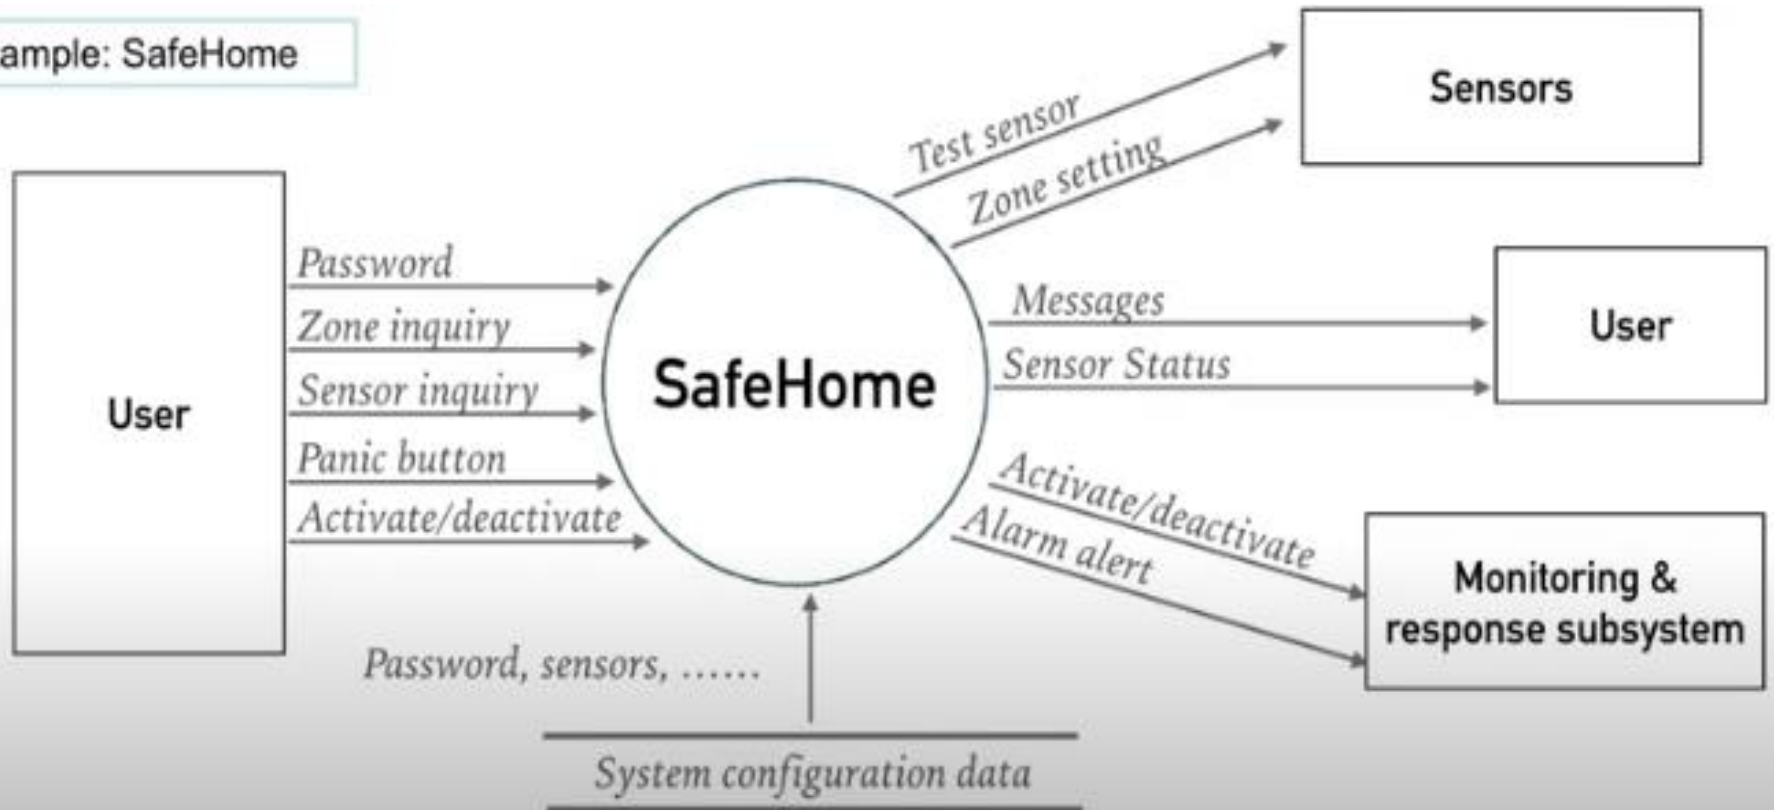 ample: SafeHome
Sensors
Test sensor
Zone setting
User
Password
Zone inquiry
Sensor inquiry
Panic button
Activate/deactivate
SafeHome
Messages
Sensor Status
User
Activate/deactivate
Alarm alert
Monitoring &
response subsystem
Password, sensors, ......
System configuration data